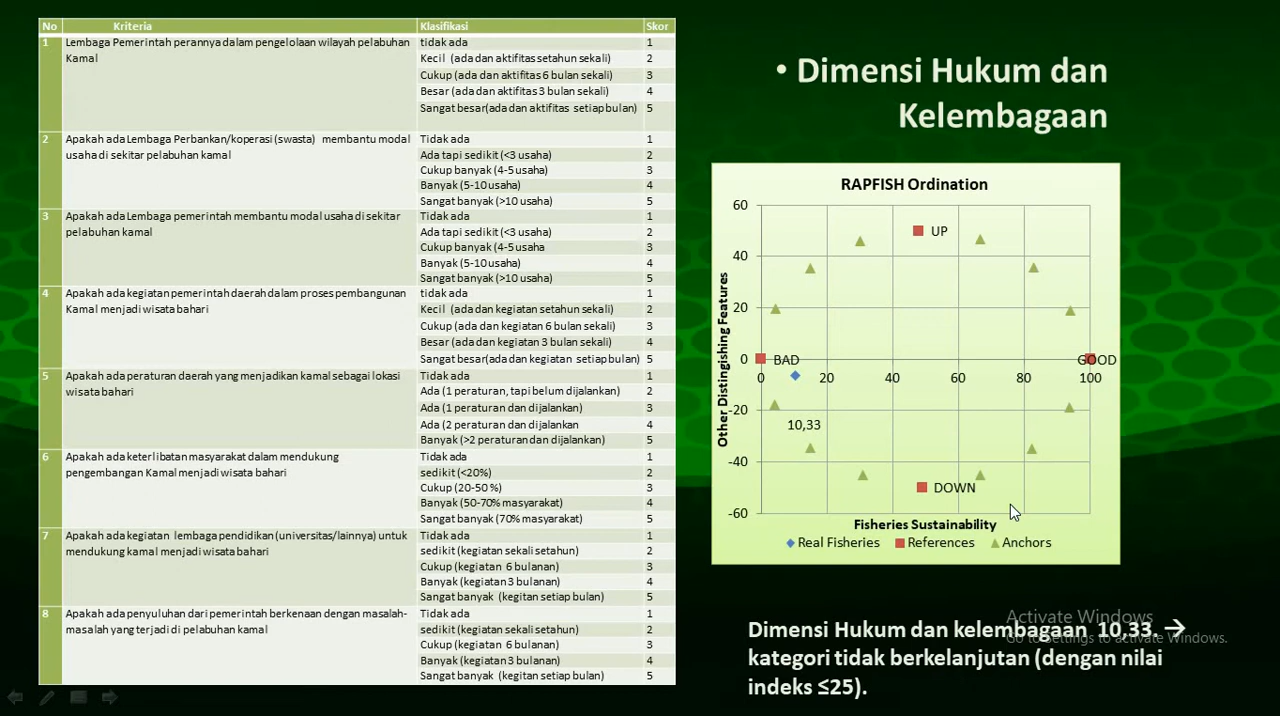 No Kriteria Klasifikasi Skor
1 Lembaga Pemerintah perannya dalam pengelolaan wilayah pelabuhan tidak ada 1
Kamal Kecil (ada dan aktifitas setahun sekali) 2
Cukup (ada dan aktifitas 6 bulan sekali) 3
Besar (ada dan aktifitas 3 bulan sekali) 4
Sangat besar(ada dan aktifitas setiap bulan) 5
2 Apakah ada Lembaga Perbankan/koperasi (swasta) membantu modal Tidak ada 1
usaha di sekitar pelabuhan kamal Ada tapi sedikit (<3 usaha) 2
Cukup banyak (4-5 usaha) 3
Banyak (5-10 usaha) 4
Sangat banyak (>10 usaha) 5
3 Apakah ada Lembaga pemerintah membantu modal usaha di sekitar Tidak ada 1
pelabuhan kamal Ada tapi sedikit (<3 usaha) 2
Cukup banyak (4-5 usaha 3
Banyak (5-10 usaha) 4
Sangat banyak (>10 usaha) 5
4 Apakah ada kegiatan pemerintah daerah dalam proses pembangunan tidak ada 1
Kamal menjadi wisata bahari Kecil (ada dan kegiatan setahun sekali) 2
Cukup (ada dan kegiatan 6 bulan sekali) 3
Besar (ada dan kegiatan 3 bulan sekali) 4
Sangat besar(ada dan kegiatan setiap bulan) 5
5 Apakah ada peraturan daerah yang menjadikan kamal sebagai lokasi Tidak ada 1
wisata bahari Ada (1 peraturan, tapi belum dijalankan) 2
Ada (1 peraturan dan dijalankan) 3
Ada (2 peraturan dan dijalankan 4
Banyak (>2 peraturan dan dijalankan) 5
6 Apakah ada keterlibatan masyarakat dalam mendukung Tidak ada 1
pengembangan Kamal menjadi wisata bahari sedikit (<20%) 2
Cukup (20-50 %) 3
Banyak (50-70% masyarakat) 4
Sangat banyak (70% masyarakat) 5
7 Apakah ada kegiatan lembaga pendidikan (universitas/lainnya) untuk Tidak ada 1
mendukung kamal menjadi wisata bahari sedikit (kegiatan sekali setahun) 2
Cukup (kegiatan 6 bulanan) 3
Banyak (kegiatan 3 bulanan) 4
Sangat banyak (kegitan setiap bulan) 5
8 Apakah ada penyuluhan dari pemerintah berkenaan dengan masalah- Tidak ada 1
masalah yang terjadi di pelabuhan kamal sedikit (kegiatan sekali setahun) 2
Cukup (kegiatan 6 bulanan) 3
Banyak (kegiatan 3 bulanan) 4
Sangat banyak (kegitan setiap bulan) 5
• Dimensi Hukum dan
Kelembagaan
RAPFISH Ordination
Other Distingishing Features
60
UP
40
20
0 BAD GOOD
0 20 40 60 80 100
-20
10,33
-40
DOWN
-60
Fisheries Sustainability
Real Fisheries References Anchors
Activate Windows
Go to Settings to activate Windows.
Dimensi Hukum dan kelembagaan 10,33. →
kategori tidak berkelanjutan (dengan nilai
indeks ≤25).